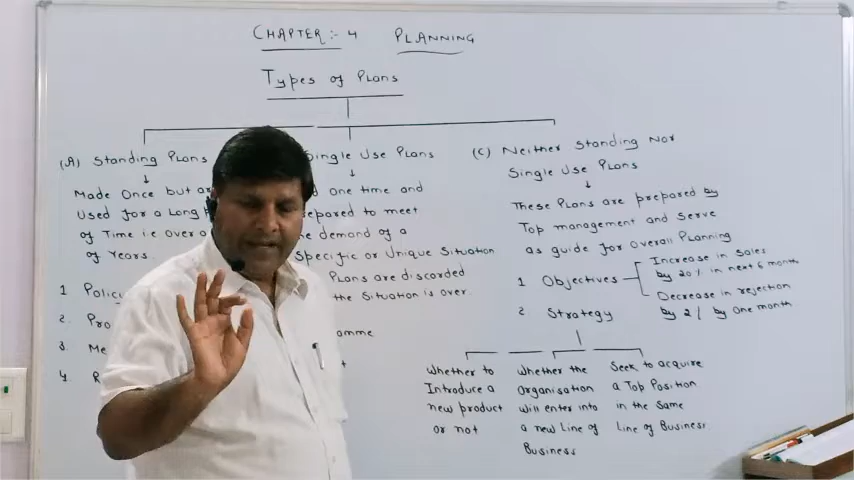 CHAPTER:- 4 PLANNING
Types of Plans
(A) Standing Plans
Made Once but
Used for a Long
of Time i.e over a
of years.
1 Policy
2.
3.
4
Single Use Plans
one time and
to meet
demand of a
Specific or Unique Situation
Plans are discarded
the Situation is over.
(C) Neither Standing Nor
Single Use Plans
These Plans are prepared by
Top management and Serve
as guide for Overall Planning
1 Objectives
Increase in Sales
by 20% in next 6 month
Decrease in rejection
by 2% by One month
2 Strategy
Whether to
Introduce a
new product
or not
Whether the
Organisation
will enter into
a new Line of
Business
Seek to acquire
a Top Position
in the Same
Line of Business